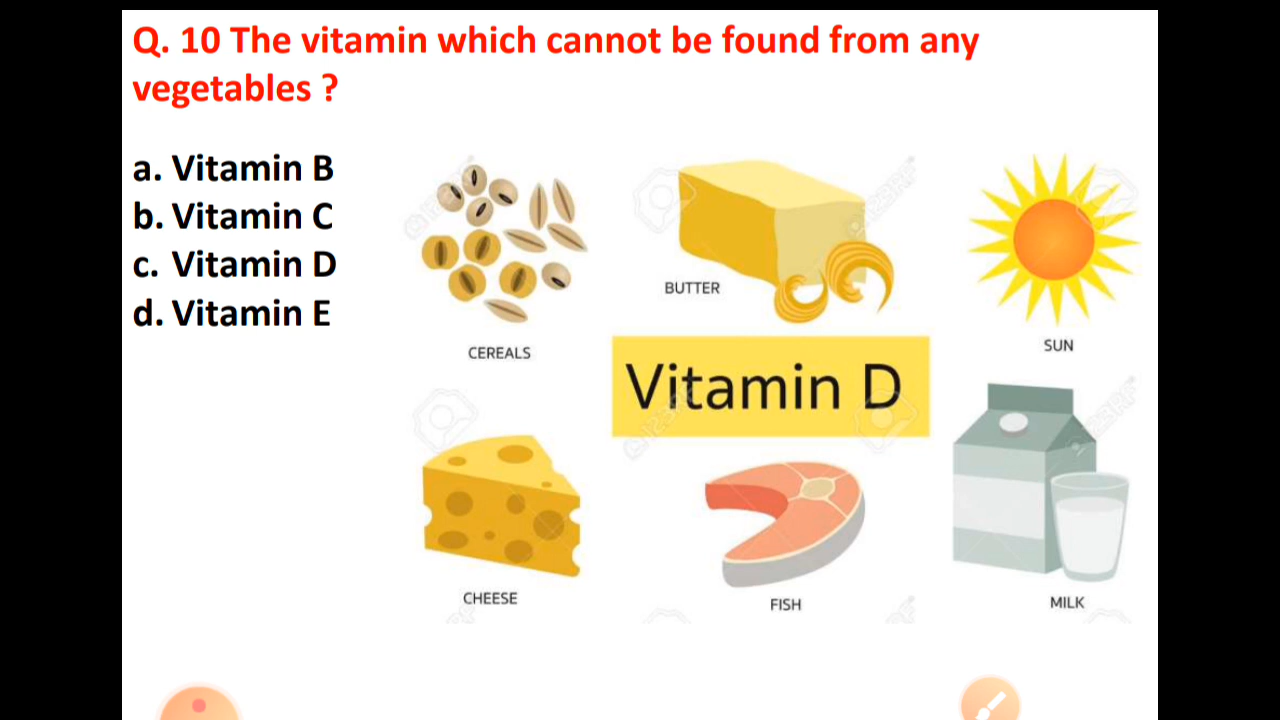 Q. 10 The vitamin which cannot be found from any
vegetables ?
a. Vitamin B
b. Vitamin C
c. Vitamin D
d. Vitamin E
CEREALS
BUTTER
SUN
Vitamin D
CHEESE
FISH
MILK